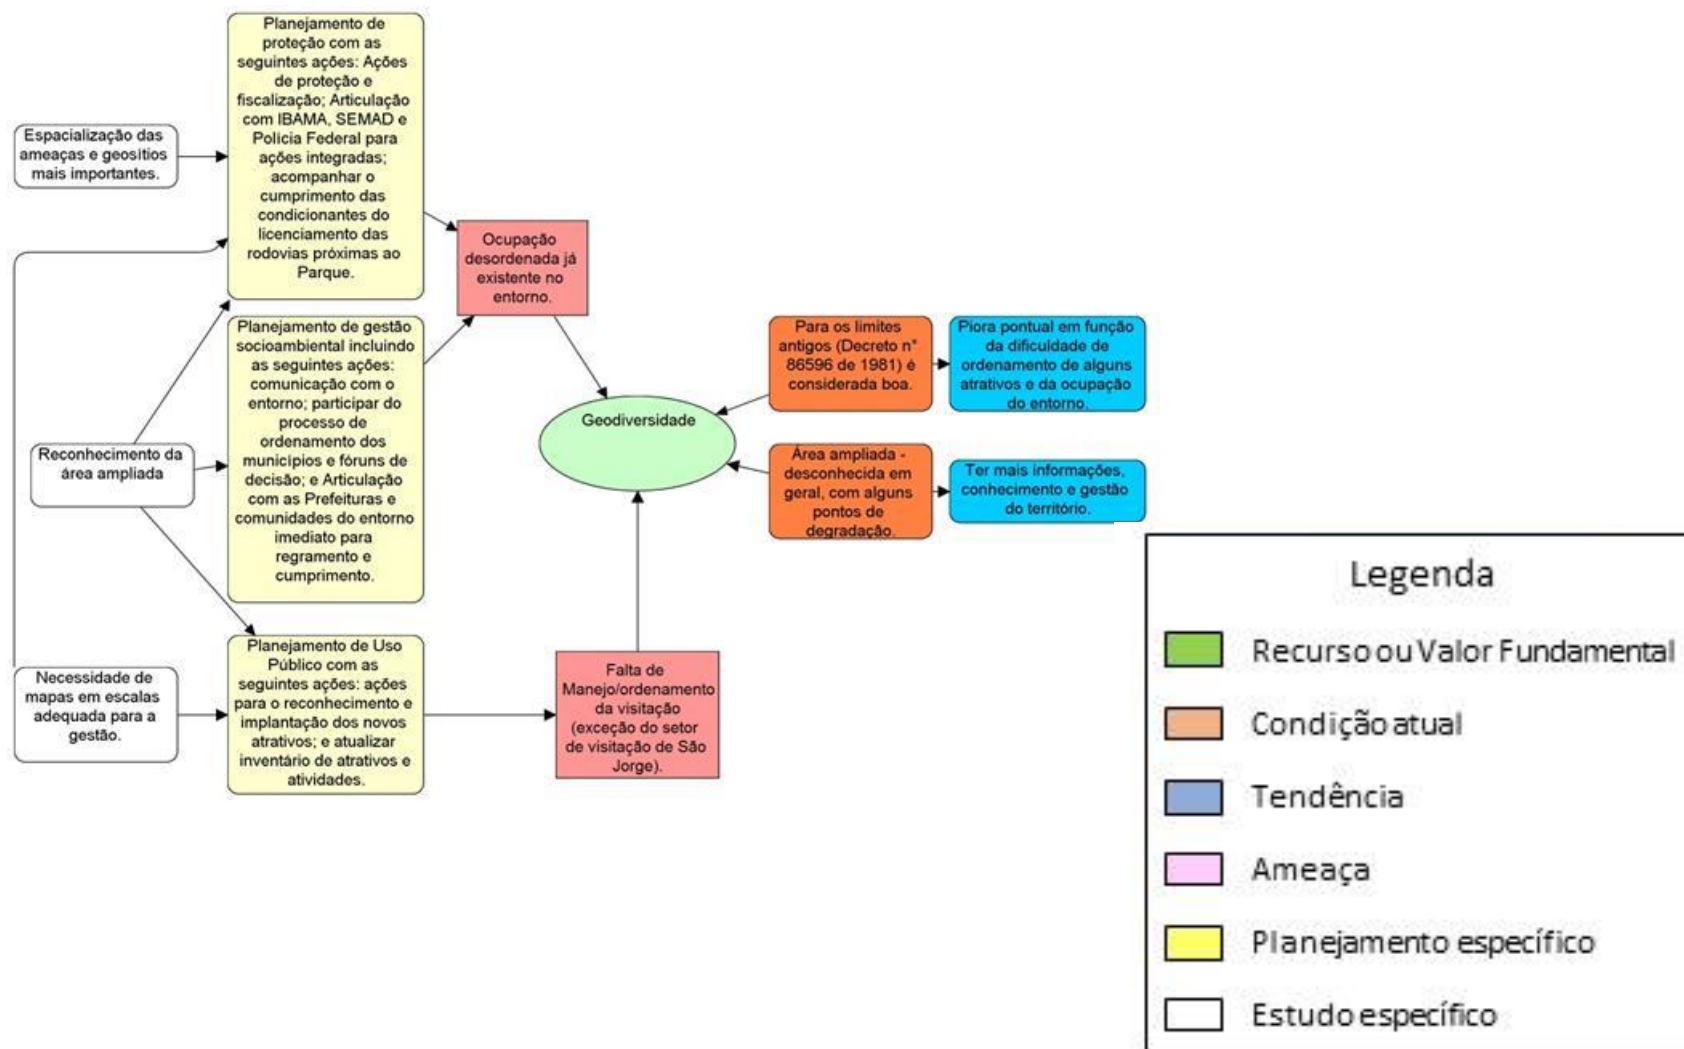 Planejamento de
proteção com as
seguintes ações: Ações
de proteção e
fiscalização; Articulação
com IBAMA, SEMAD e
Polícia Federal para
ações integradas;
acompanhar o
cumprimento das
condicionantes do
licenciamento das
rodovias próximas ao
Parque.
Espacialização das
ameaças e geosítios
mais importantes.
Ocupação
desordenada já
existente no
entorno.
Planejamento de gestão
socioambiental incluindo
as seguintes ações:
comunicação com o
entorno; participar do
processo de
ordenamento dos
municípios e fóruns de
decisão; e Articulação
com as Prefeituras e
comunidades do entorno
imediato para
regramento e
cumprimento.
Reconhecimento da
área ampliada
Geodiversidade
Para os limites
antigos (Decreto n°
86596 de 1981) é
considerada boa.
Piora pontual em função
da dificuldade de
ordenamento de alguns
atrativos e da ocupação
do entorno.
Área ampliada -
desconhecida em
geral, com alguns
pontos de
degradação.
Ter mais informações,
conhecimento e gestão
do território.
Necessidade de
mapas em escalas
adequada para a
gestão.
Planejamento de Uso
Público com as
seguintes ações: ações
para o reconhecimento e
implantação dos novos
atrativos; e atualizar
inventário de atrativos e
atividades.
Falta de
Manejo/ordenamento
da visitação
(exceção do setor
de visitação de São
Jorge).
Legenda
Recurso ou Valor Fundamental
Condição atual
Tendência
Ameaça
Planejamento específico
Estudo específico